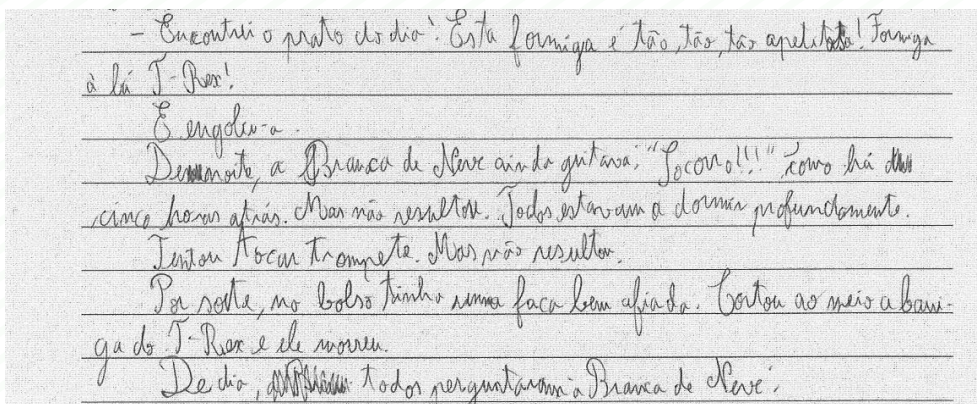 - Encontrei o prato do dia! Esta formiga é tão, tão, tão apetitosa! Formiga
à lá T-Rex!
E engoliu-a.
De noite, a Branca de Neve ainda gritava: "Socorro!!!" como há
cinco horas atrás. Mas não resultou. Todos estavam a dormir profundamente.
Tentou tocar trompete. Mas não resultou.
Por sorte, no bolso tinha uma faca bem afiada. Cortou ao meio a barri-
ga do T-Rex e ele morreu.
De dia, todos perguntaram à Branca de Neve: